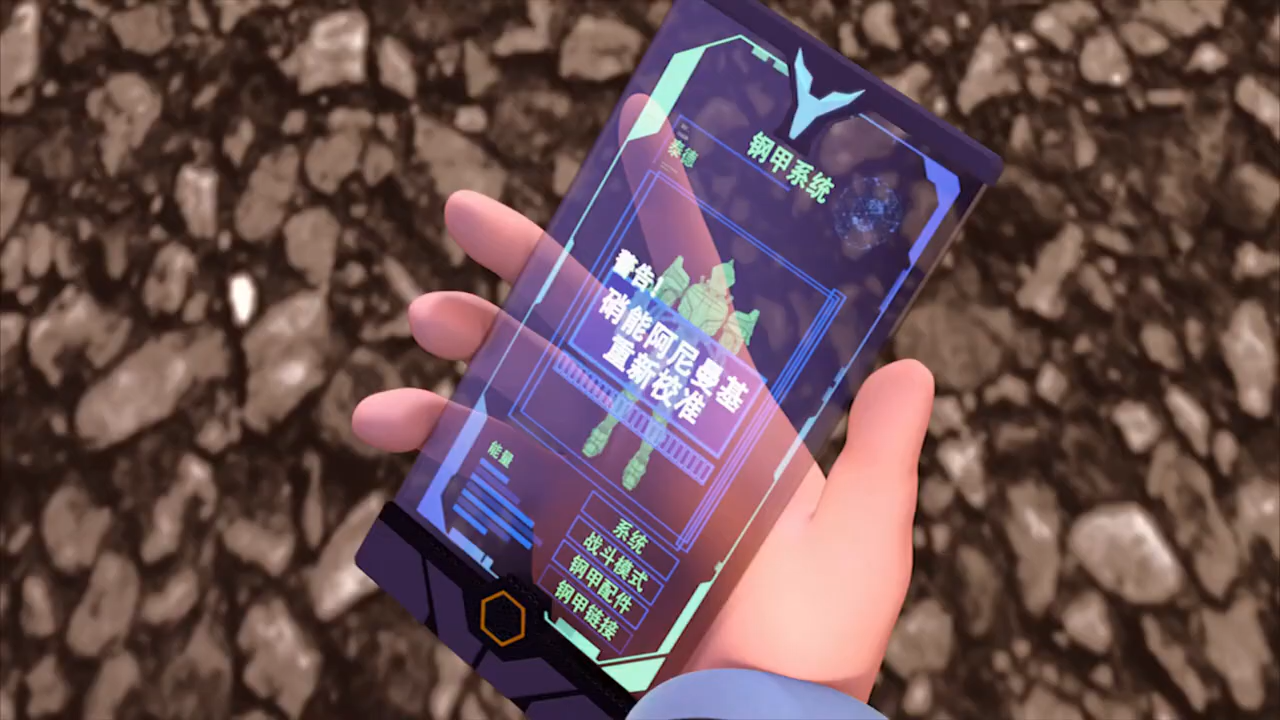 钢甲系统
泰德
警告!
硝能阿尼曼基
重新校准
能量
系统
战斗模式
钢甲配件
钢甲链接